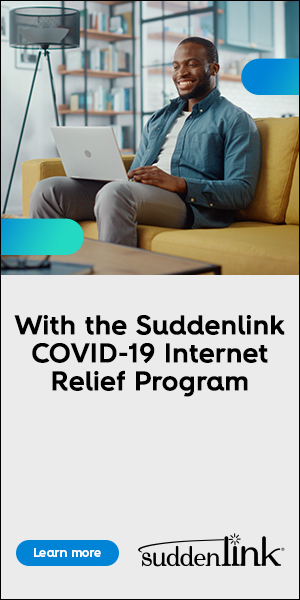 With the Suddenlink
COVID-19 Internet
Relief Program
Learn more
suddenlink®